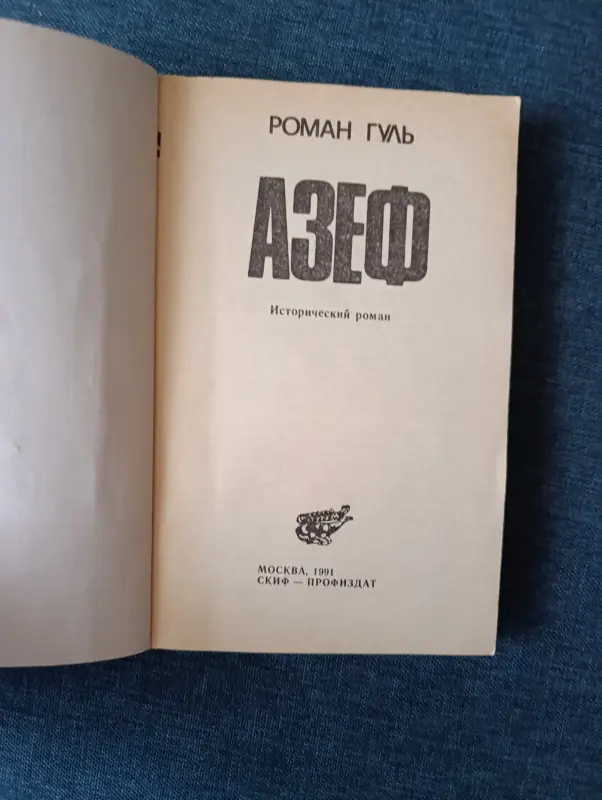 РОМАН ГУЛЬ
АЗЕФ
Исторический роман
МОСКВА, 1991
СКИФ — ПРОФИЗДАТ